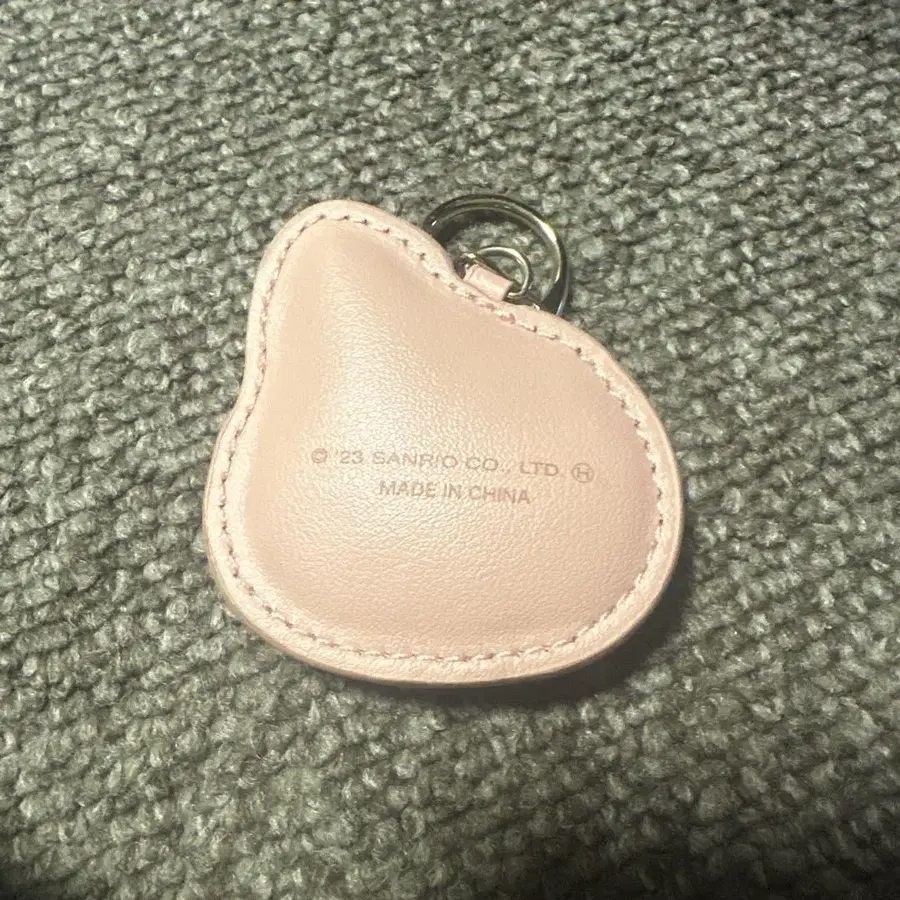 © '23 SANRIO CO., LTD. Ⓗ
MADE IN CHINA